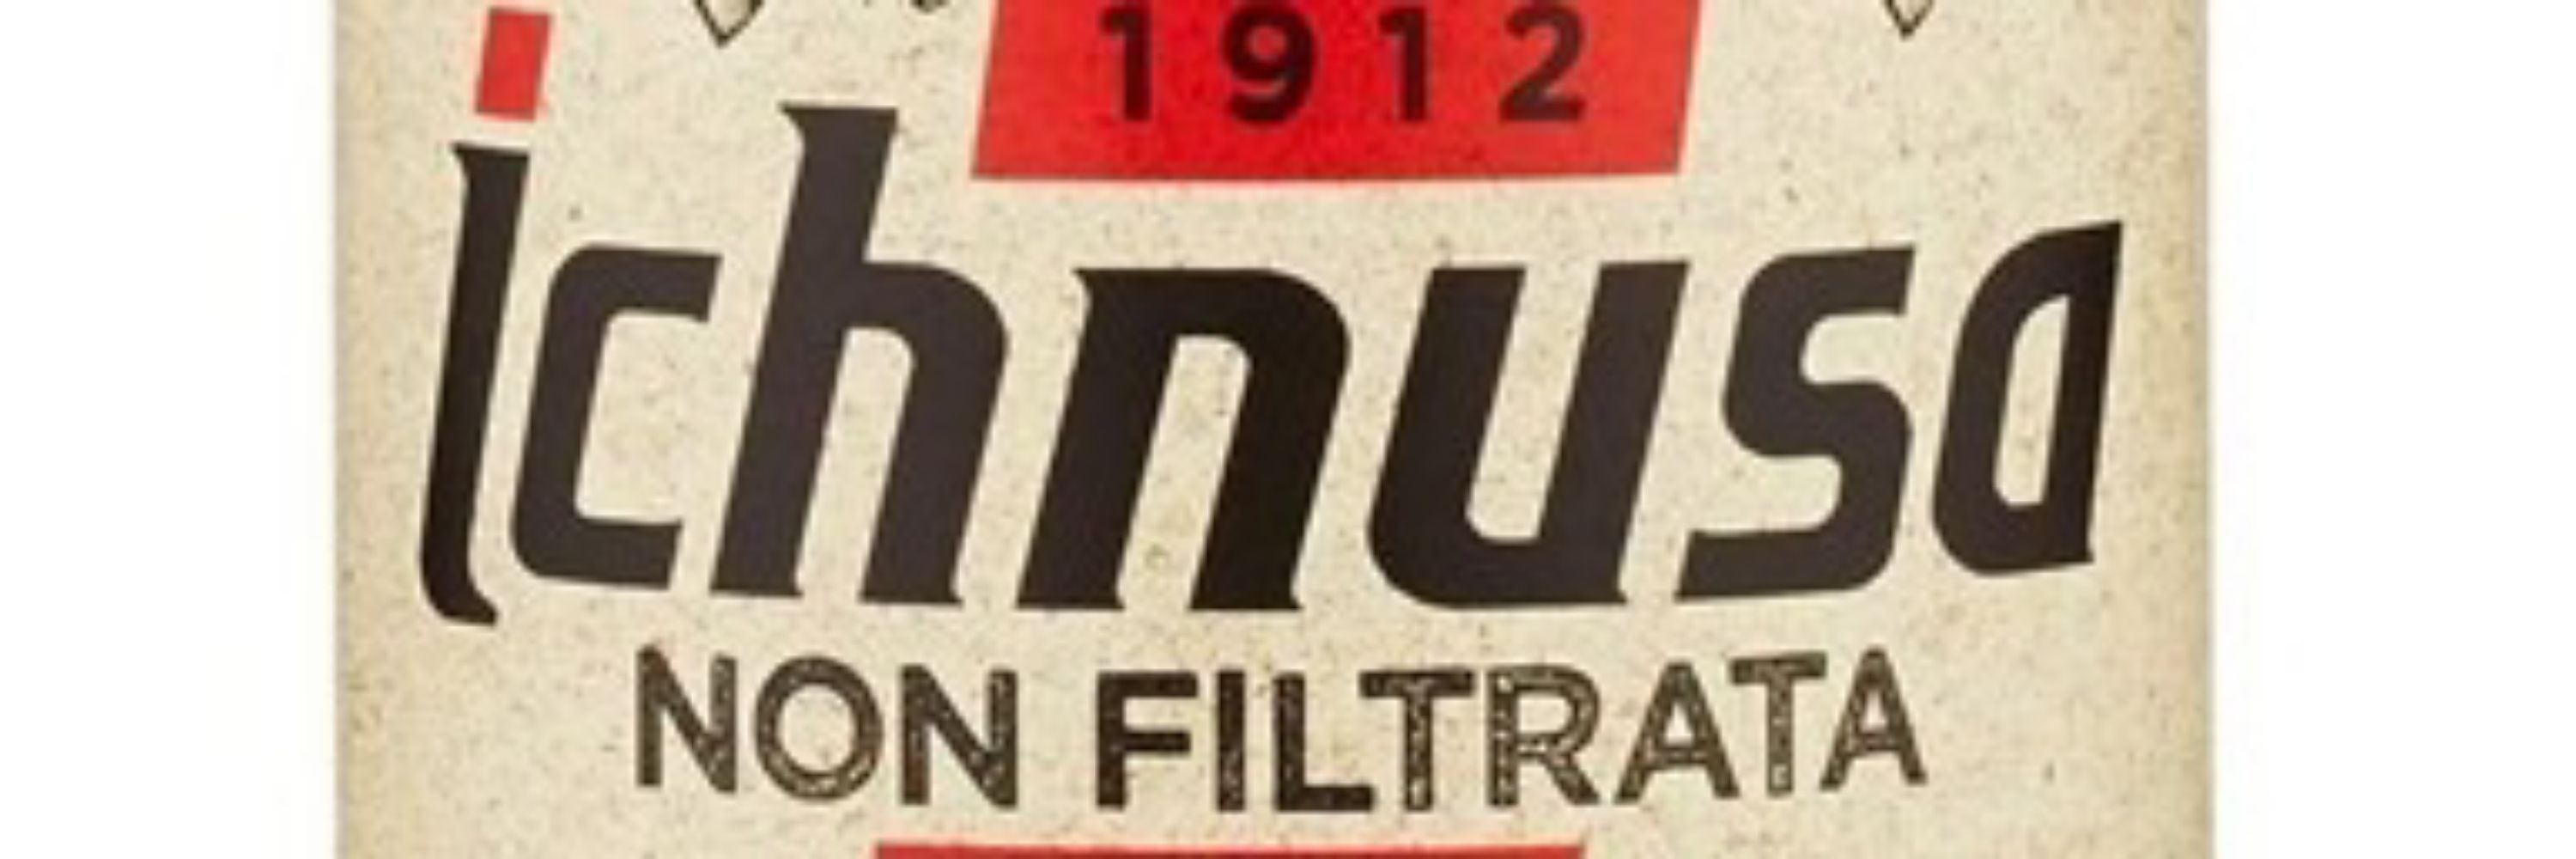 1912
ichnusa
NON FILTRATA